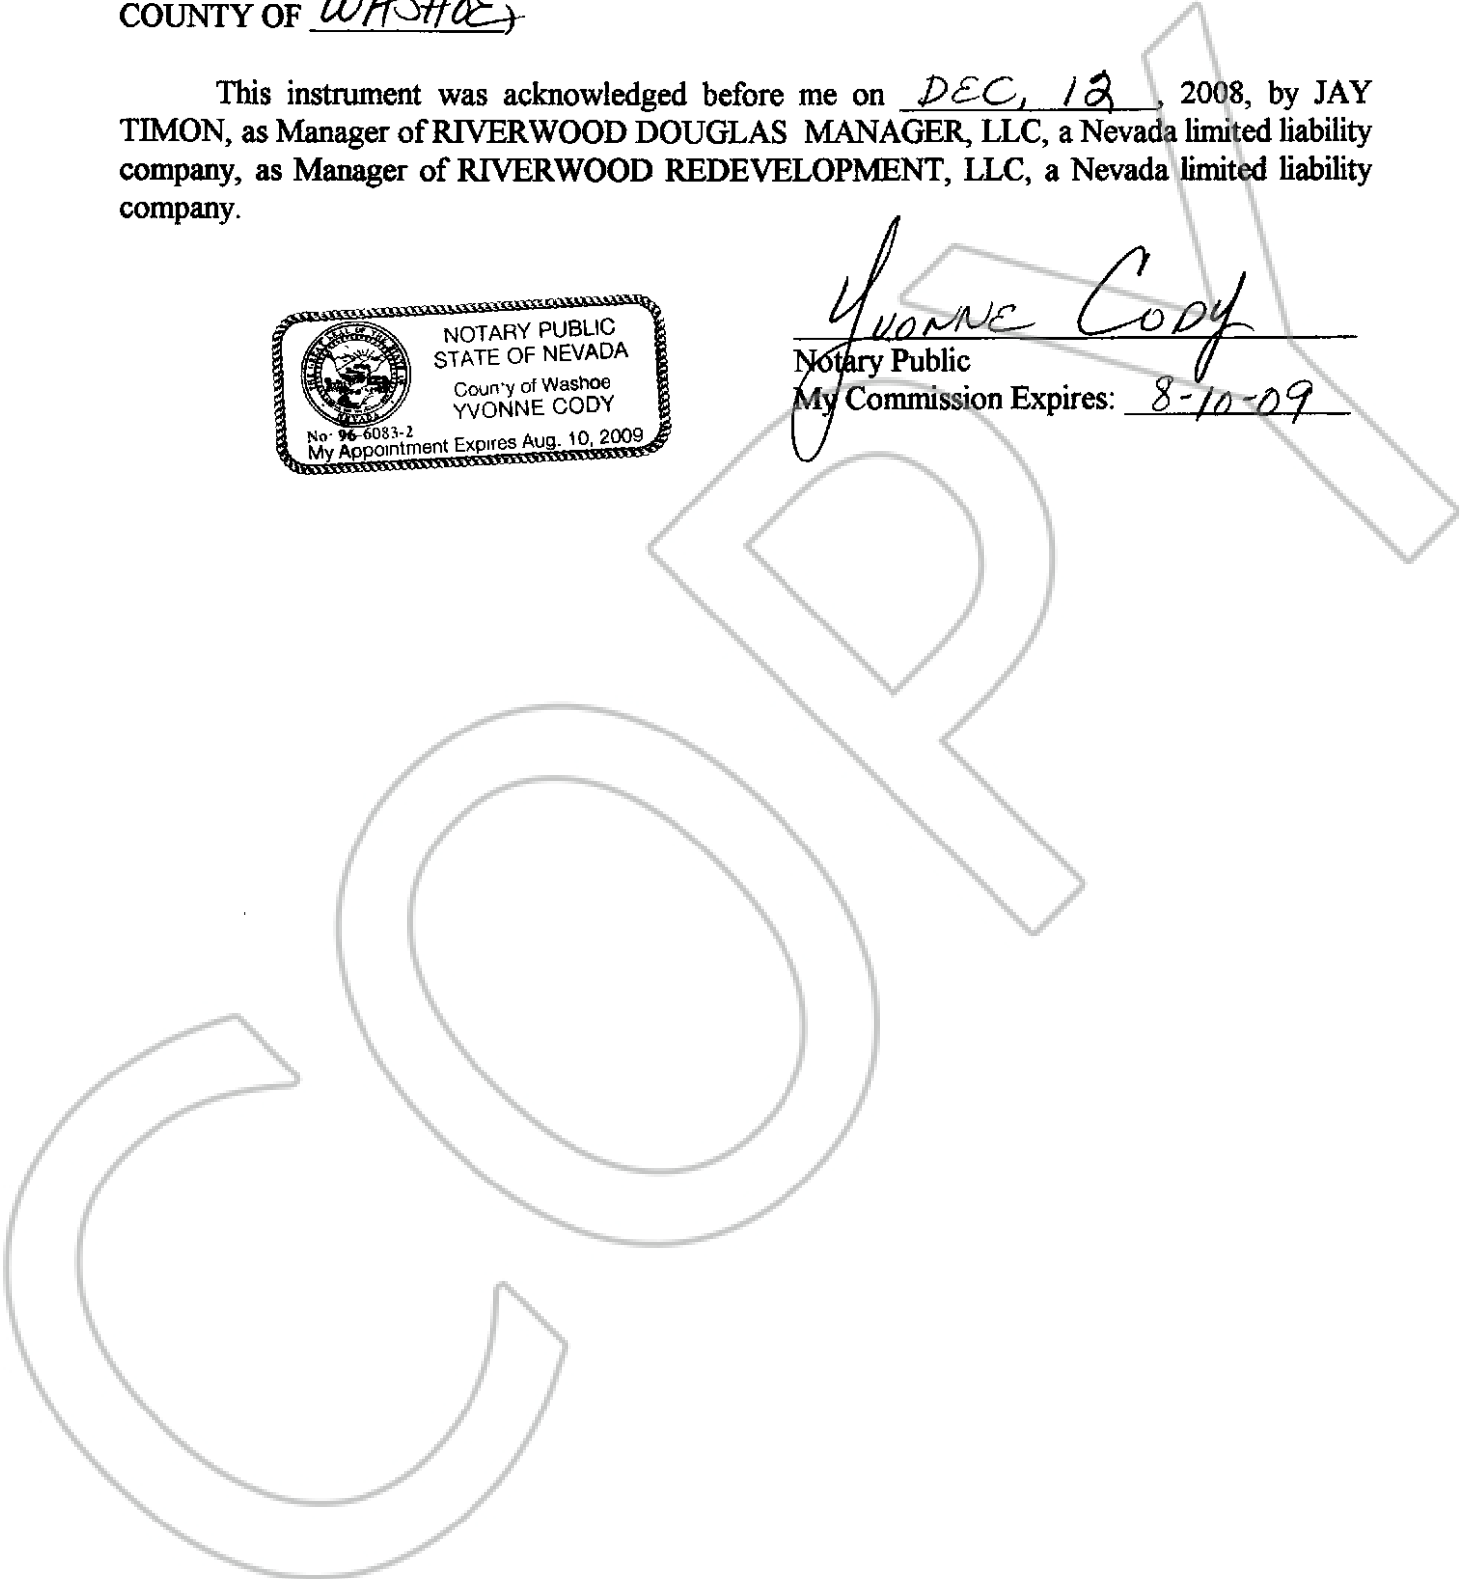 COUNTY OF WASHOE)
This instrument was acknowledged before me on DEC, 12, 2008, by JAY
TIMON, as Manager of RIVERWOOD DOUGLAS MANAGER, LLC, a Nevada limited liability
company, as Manager of RIVERWOOD REDEVELOPMENT, LLC, a Nevada limited liability
company.
Yvonne Cody
Notary Public
My Commission Expires: 8-10-09
NOTARY PUBLIC
STATE OF NEVADA
County of Washoe
YVONNE CODY
No. 96-6083-2
My Appointment Expires Aug. 10, 2009
COPY